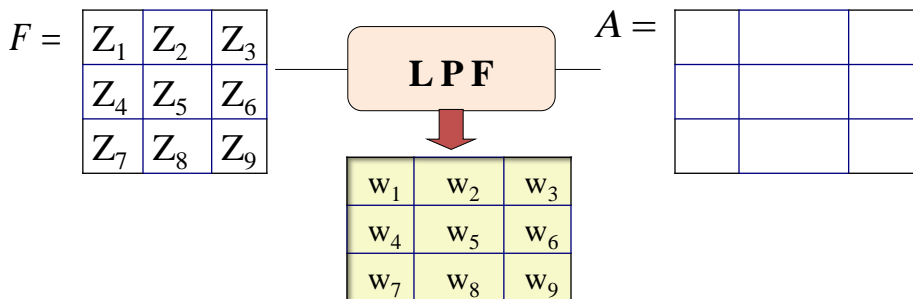 F = Z₁ Z₂ Z₃ L P F A =
Z₄ Z₅ Z₆
Z₇ Z₈ Z₉
w₁ w₂ w₃
w₄ w₅ w₆
w₇ w₈ w₉